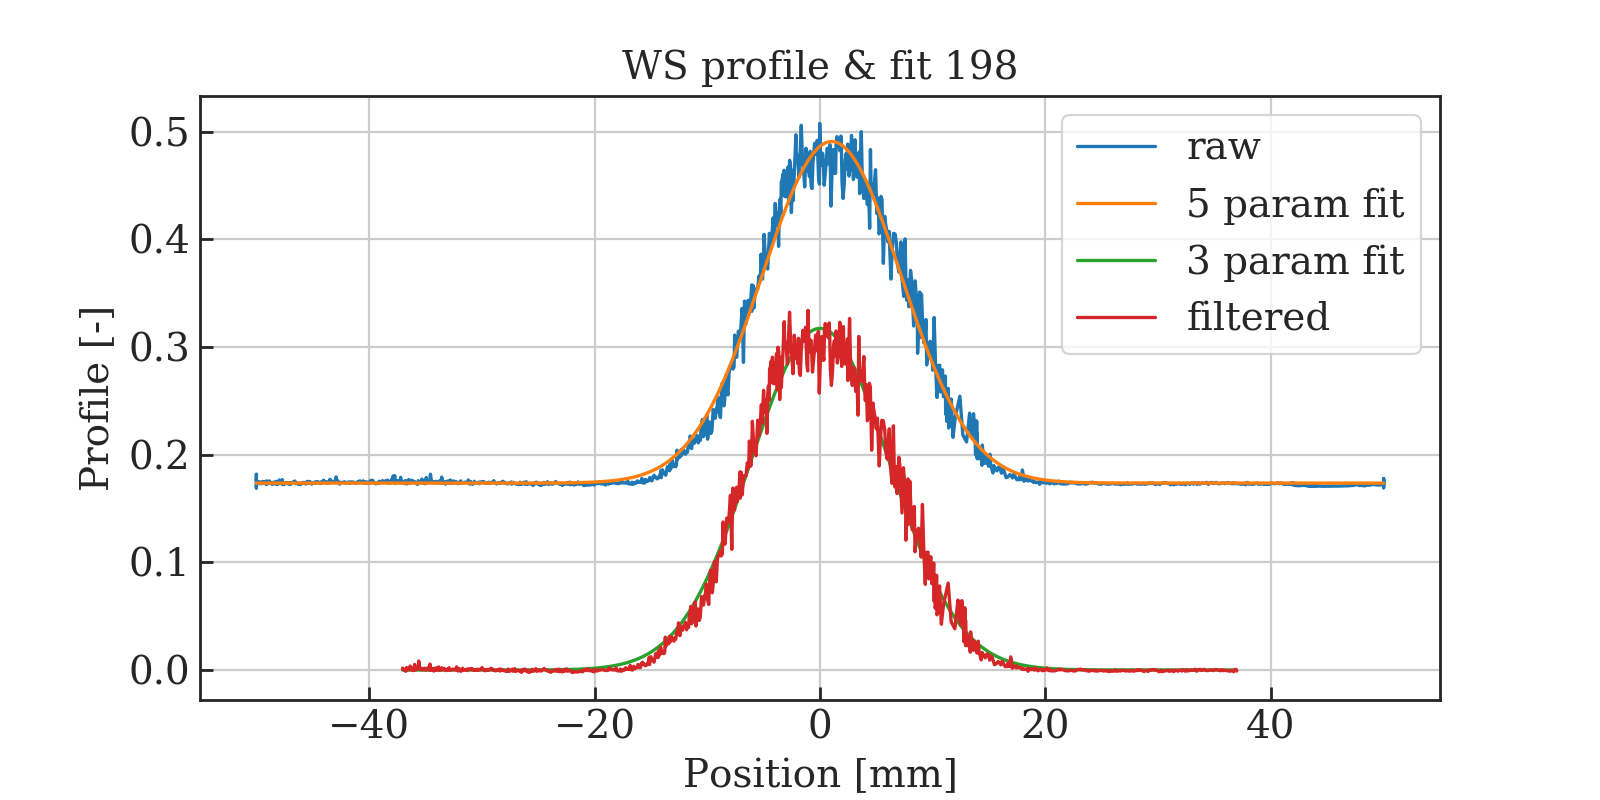 WS profile & fit 198
Profile [-]
0.5
0.4
0.3
0.2
0.1
0.0
raw
5 param fit
3 param fit
filtered
−40 −20 0 20 40
Position [mm]